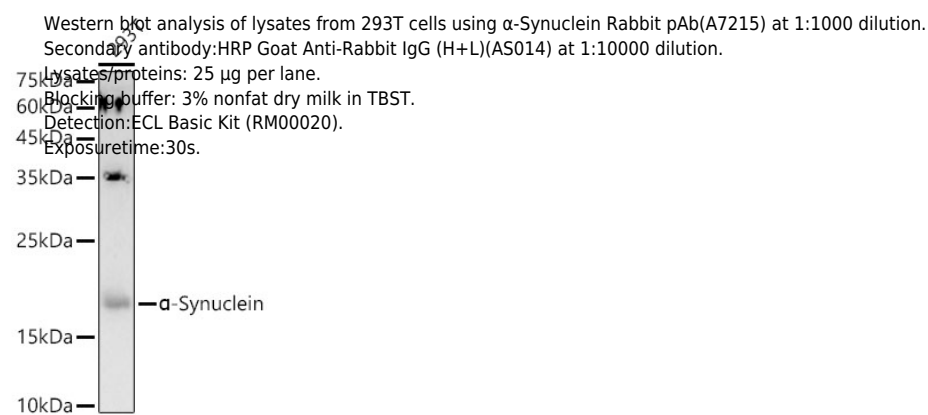 Western blot analysis of lysates from 293T cells using α-Synuclein Rabbit pAb(A7215) at 1:1000 dilution.
Secondary antibody:HRP Goat Anti-Rabbit IgG (H+L)(AS014) at 1:10000 dilution.
Lysates/proteins: 25 μg per lane.
Blocking buffer: 3% nonfat dry milk in TBST.
Detection:ECL Basic Kit (RM00020).
Exposuretime:30s.
293T
75kDa
60kDa
45kDa
35kDa
25kDa
α-Synuclein
15kDa
10kDa